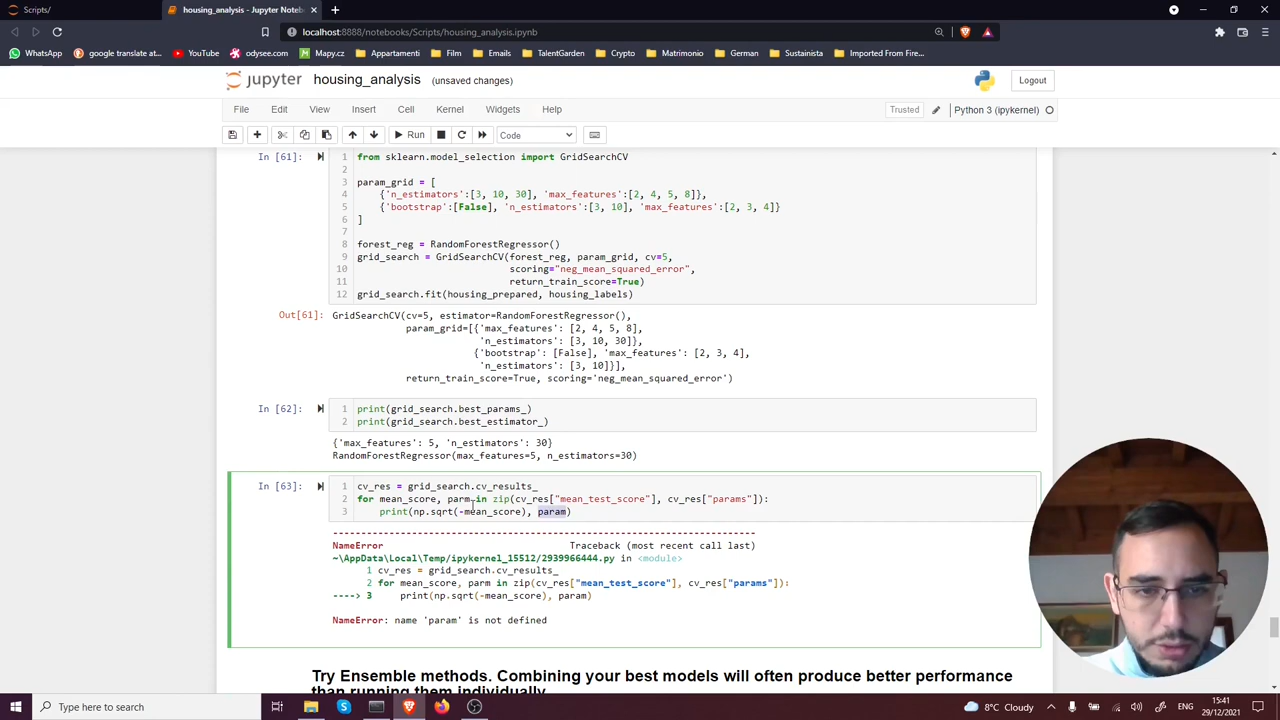 Scripts/
housing_analysis - Jupyter Noteb
localhost:8888/notebooks/Scripts/housing_analysis.ipynb
WhatsApp google translate at... YouTube odysee.com Mapy.cz Appartamenti Film Emails TalentGarden Crypto Matrimonio German Sustainista Imported From Fire...
jupyter housing_analysis (unsaved changes) Logout
File Edit View Insert Cell Kernel Widgets Help Trusted Python 3 (ipykernel)
Run Code
In [61]: 1 from sklearn.model_selection import GridSearchCV
2
3 param_grid = [
4 {'n_estimators':[3, 10, 30], 'max_features':[2, 4, 5, 8]},
5 {'bootstrap':[False], 'n_estimators':[3, 10], 'max_features':[2, 3, 4]}
6 ]
7
8 forest_reg = RandomForestRegressor()
9 grid_search = GridSearchCV(forest_reg, param_grid, cv=5,
10 scoring="neg_mean_squared_error",
11 return_train_score=True)
12 grid_search.fit(housing_prepared, housing_labels)
Out[61]: GridSearchCV(cv=5, estimator=RandomForestRegressor(),
param_grid=[{'max_features': [2, 4, 5, 8],
'n_estimators': [3, 10, 30]},
{'bootstrap': [False], 'max_features': [2, 3, 4],
'n_estimators': [3, 10]}],
return_train_score=True, scoring='neg_mean_squared_error')
In [62]: 1 print(grid_search.best_params_)
2 print(grid_search.best_estimator_)
{'max_features': 5, 'n_estimators': 30}
RandomForestRegressor(max_features=5, n_estimators=30)
In [63]: 1 cv_res = grid_search.cv_results_
2 for mean_score, parm in zip(cv_res["mean_test_score"], cv_res["params"]):
3 print(np.sqrt(-mean_score), param)
---------------------------------------------------------------------------
NameError Traceback (most recent call last)
~\AppData\Local\Temp/ipykernel_15512/2939966444.py in <module>
1 cv_res = grid_search.cv_results_
2 for mean_score, parm in zip(cv_res["mean_test_score"], cv_res["params"]):
----> 3 print(np.sqrt(-mean_score), param)
NameError: name 'param' is not defined
Try Ensemble methods. Combining your best models will often produce better performance
than running them individually
Type here to search 8°C Cloudy 15:41
29/12/2021